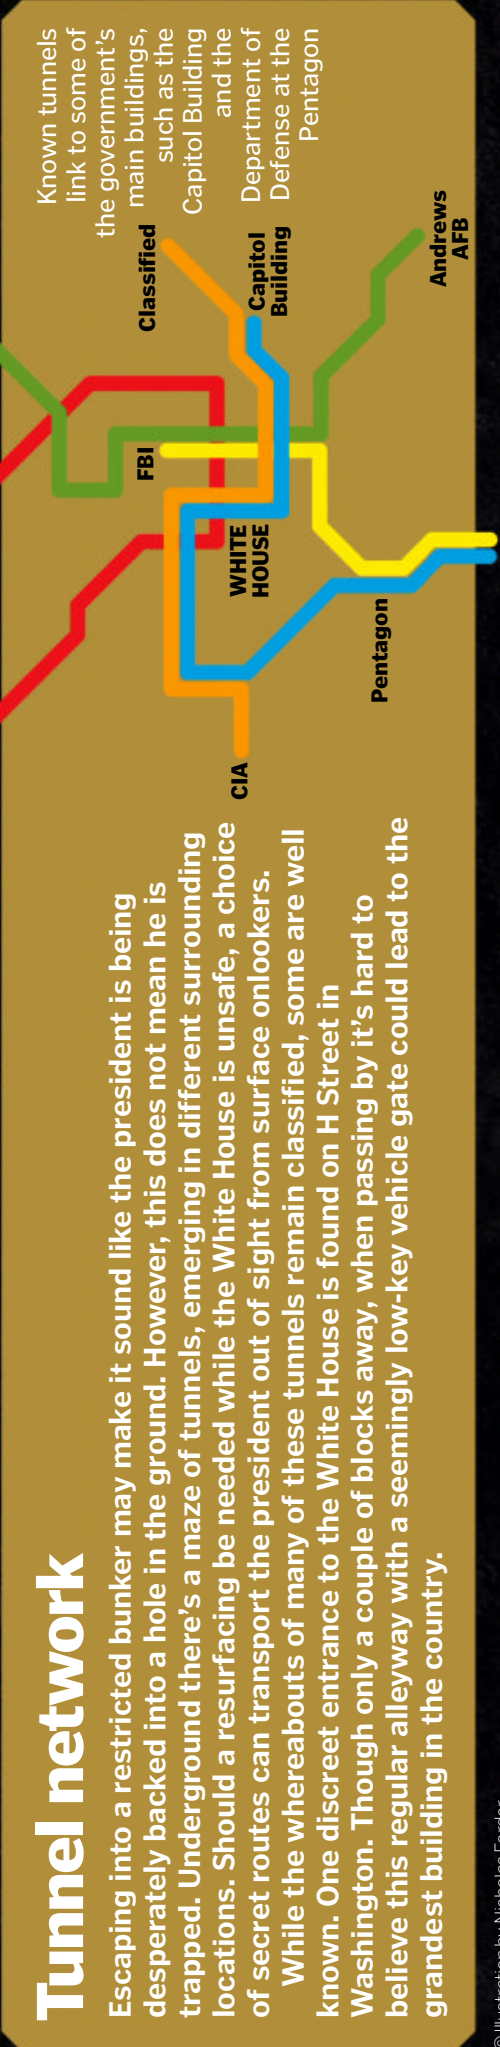 Tunnel network
Escaping into a restricted bunker may make it sound like the president is being
desperately backed into a hole in the ground. However, this does not mean he is
trapped. Underground there’s a maze of tunnels, emerging in different surrounding
locations. Should a resurfacing be needed while the White House is unsafe, a choice
of secret routes can transport the president out of sight from surface onlookers.
While the whereabouts of many of these tunnels remain classified, some are well
known. One discreet entrance to the White House is found on H Street in
Washington. Though only a couple of blocks away, when passing by it’s hard to
believe this regular alleyway with a seemingly low-key vehicle gate could lead to the
grandest building in the country.
CIA
Pentagon
WHITE
HOUSE
FBI
Classified
Capitol
Building
Andrews
AFB
Known tunnels
link to some of
the government’s
main buildings,
such as the
Capitol Building
and the
Department of
Defense at the
Pentagon